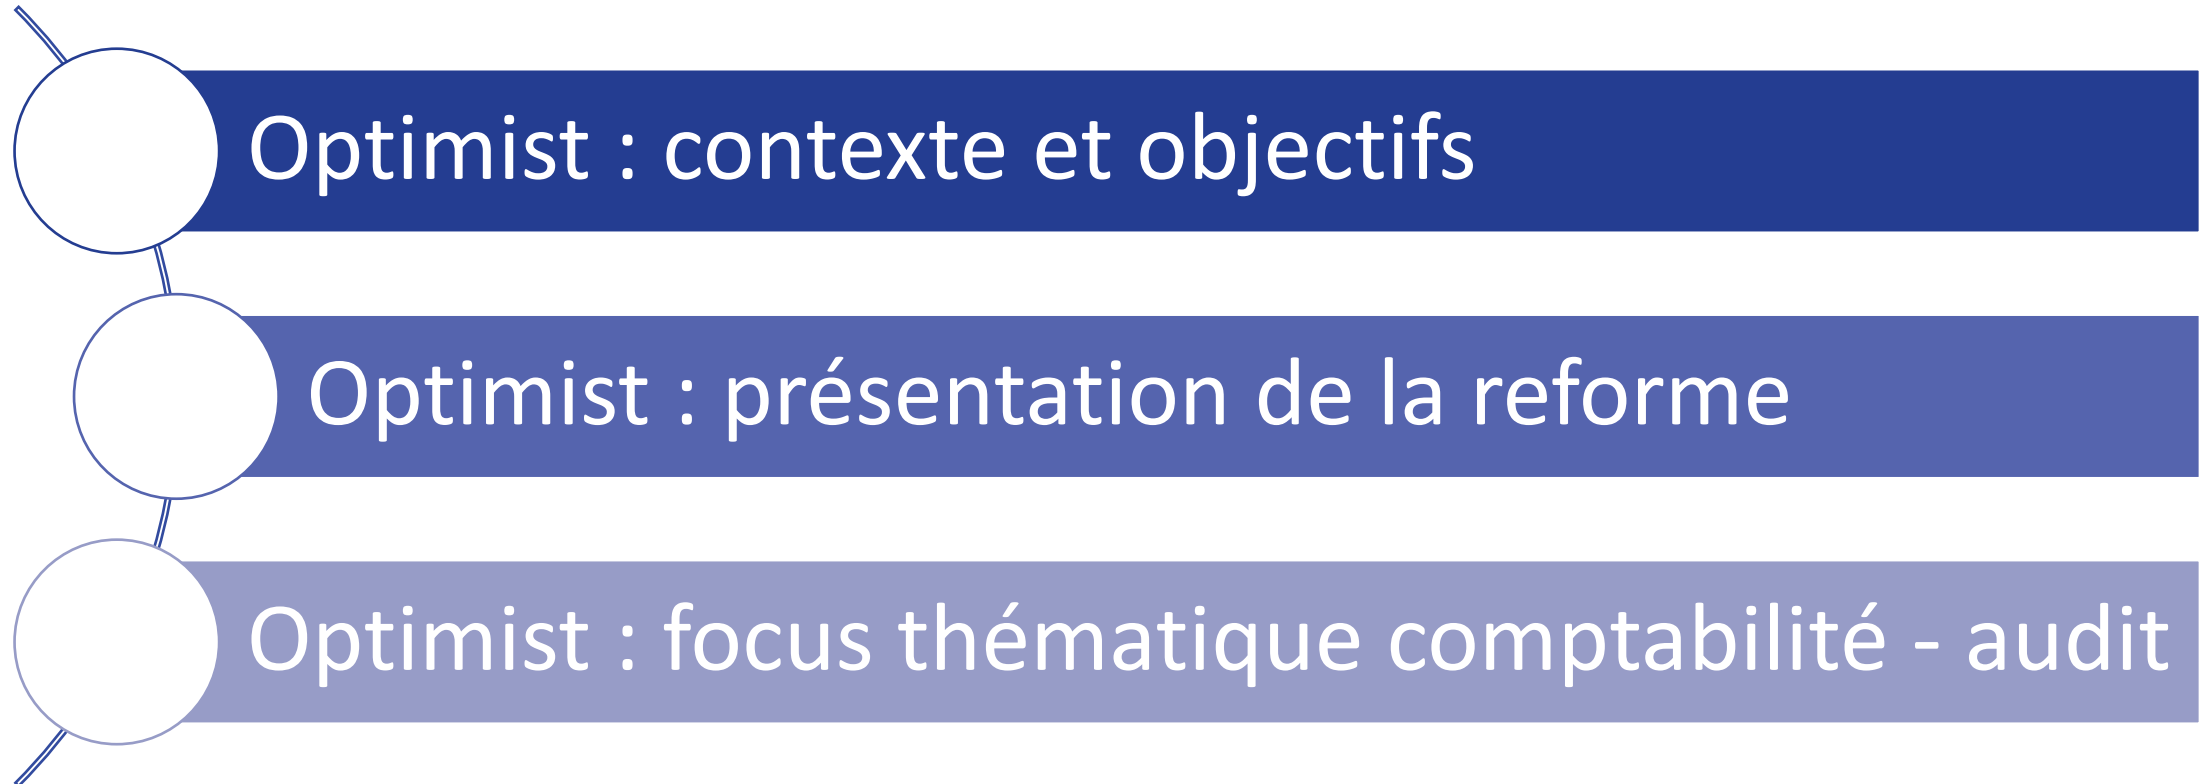 Optimist : contexte et objectifs
Optimist : présentation de la reforme
Optimist : focus thématique comptabilité - audit